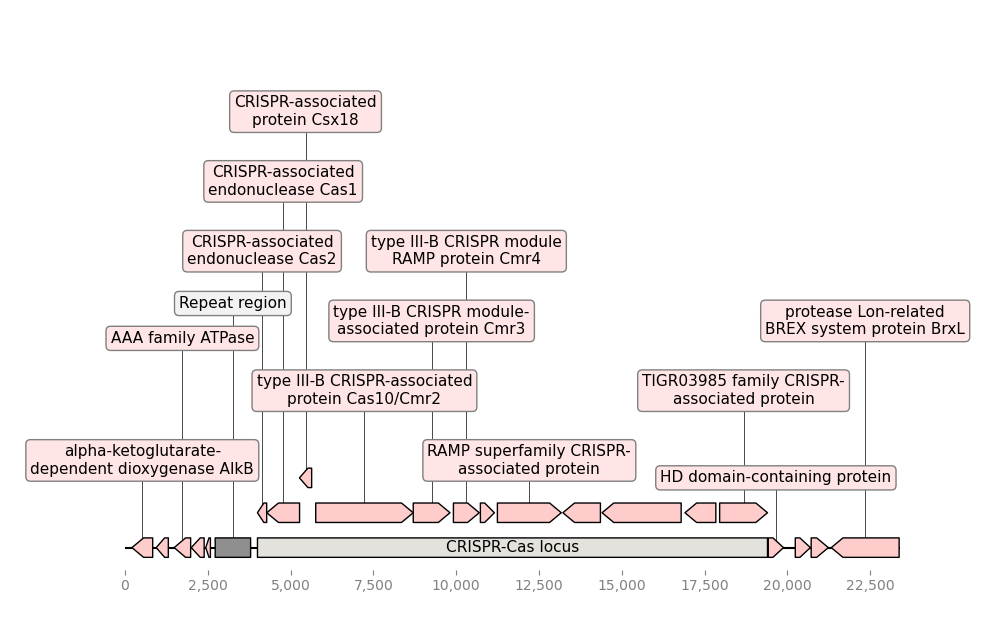 CRISPR-associated
protein Csx18
CRISPR-associated
endonuclease Cas1
CRISPR-associated
endonuclease Cas2
type III-B CRISPR module
RAMP protein Cmr4
Repeat region
type III-B CRISPR module-
associated protein Cmr3
protease Lon-related
BREX system protein BrxL
AAA family ATPase
type III-B CRISPR-associated
protein Cas10/Cmr2
TIGR03985 family CRISPR-
associated protein
alpha-ketoglutarate-
dependent dioxygenase AlkB
RAMP superfamily CRISPR-
associated protein
HD domain-containing protein
CRISPR-Cas locus
0 2,500 5,000 7,500 10,000 12,500 15,000 17,500 20,000 22,500